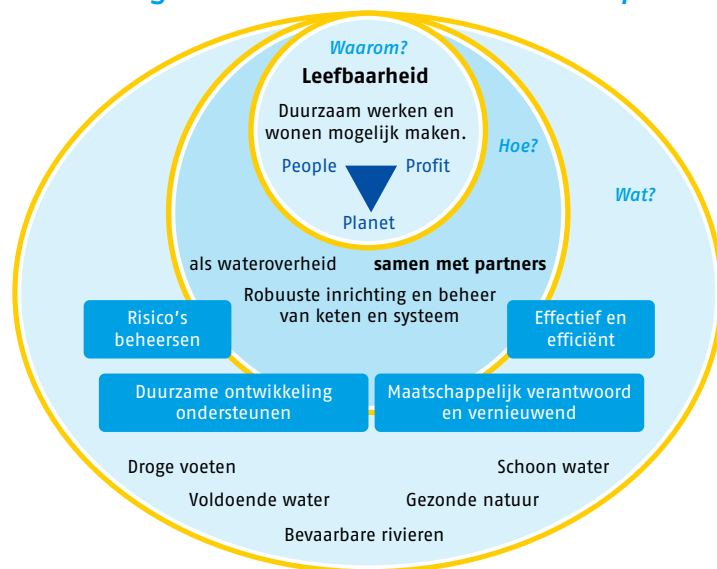 Waarom?
Leefbaarheid
Duurzaam werken en
wonen mogelijk maken.
People Profit
Planet
Hoe?
Wat?
als wateroverheid samen met partners
Robuuste inrichting en beheer
van keten en systeem
Risico's
beheersen
Effectief en
efficiënt
Duurzame ontwikkeling
ondersteunen
Maatschappelijk verantwoord
en vernieuwend
Droge voeten
Schoon water
Voldoende water
Gezonde natuur
Bevaarbare rivieren